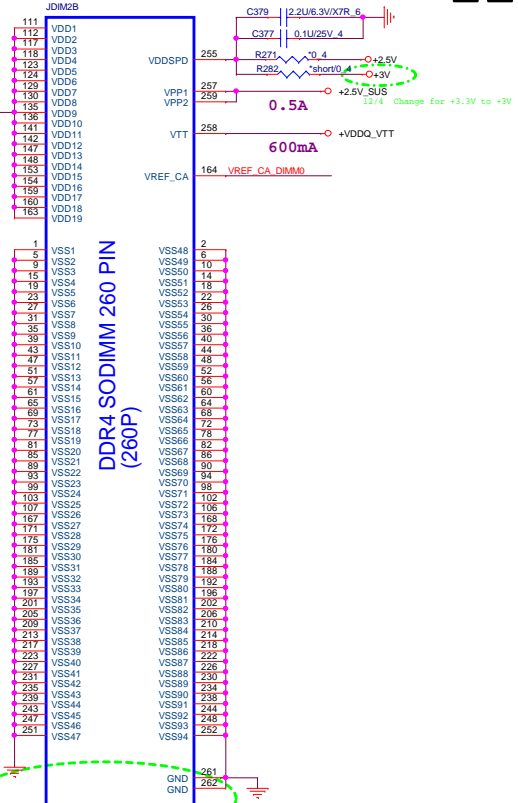 JDIM2B
C379 2.2U/6.3V/X7R_6
C377 0.1U/25V_4
R271 *0_4 +2.5V
R282 *short/0_4 +3V
12/4 Change for +3.3V to +3V
255 VDDSPD
257 VPP1
259 VPP2
+2.5V_SUS
0.5A
258 VTT +VDDQ_VTT
600mA
164 VREF_CA VREF_CA_DIMM0
111 VDD1
112 VDD2
117 VDD3
118 VDD4
123 VDD5
124 VDD6
129 VDD7
130 VDD8
135 VDD9
136 VDD10
141 VDD11
142 VDD12
147 VDD13
148 VDD14
153 VDD15
154 VDD16
159 VDD17
160 VDD18
163 VDD19
DDR4 SODIMM 260 PIN
(260P)
1 VSS1 VSS48 2
5 VSS2 VSS49 6
9 VSS3 VSS50 10
15 VSS4 VSS51 14
19 VSS5 VSS52 18
23 VSS6 VSS53 22
27 VSS7 VSS54 26
31 VSS8 VSS55 30
35 VSS9 VSS56 36
39 VSS10 VSS57 40
43 VSS11 VSS58 44
47 VSS12 VSS59 48
51 VSS13 VSS60 52
57 VSS14 VSS61 56
61 VSS15 VSS62 60
65 VSS16 VSS63 64
69 VSS17 VSS64 68
73 VSS18 VSS65 72
77 VSS19 VSS66 78
81 VSS20 VSS67 82
85 VSS21 VSS68 86
89 VSS22 VSS69 90
93 VSS23 VSS70 94
99 VSS24 VSS71 98
103 VSS25 VSS72 102
107 VSS26 VSS73 106
167 VSS27 VSS74 168
171 VSS28 VSS75 172
175 VSS29 VSS76 176
181 VSS30 VSS77 180
185 VSS31 VSS78 184
189 VSS32 VSS79 188
193 VSS33 VSS80 192
197 VSS34 VSS81 196
201 VSS35 VSS82 202
205 VSS36 VSS83 206
209 VSS37 VSS84 210
213 VSS38 VSS85 214
217 VSS39 VSS86 218
223 VSS40 VSS87 222
227 VSS41 VSS88 226
231 VSS42 VSS89 230
235 VSS43 VSS90 234
239 VSS44 VSS91 238
243 VSS45 VSS92 244
247 VSS46 VSS93 248
251 VSS47 VSS94 252
GND 261
GND 262